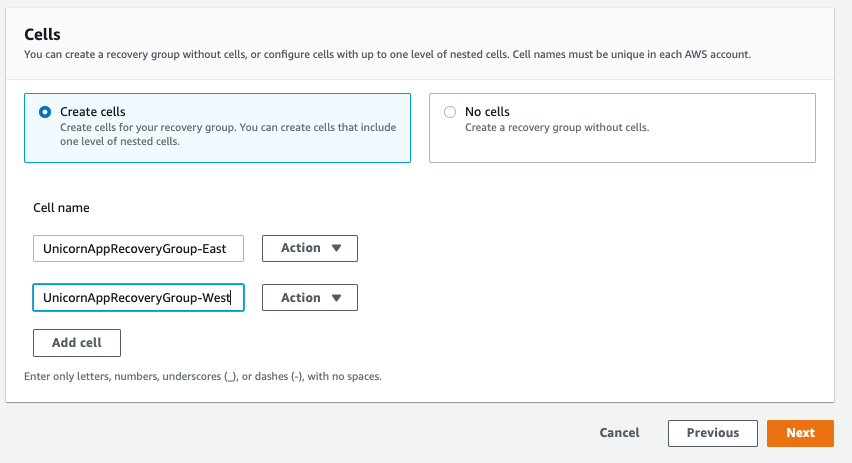 Cells
You can create a recovery group without cells, or configure cells with up to one level of nested cells. Cell names must be unique in each AWS account.
Create cells
Create cells for your recovery group. You can create cells that include
one level of nested cells.
No cells
Create a recovery group without cells.
Cell name
UnicornAppRecoveryGroup-East
Action
UnicornAppRecoveryGroup-West
Action
Add cell
Enter only letters, numbers, underscores (_), or dashes (-), with no spaces.
Cancel
Previous
Next